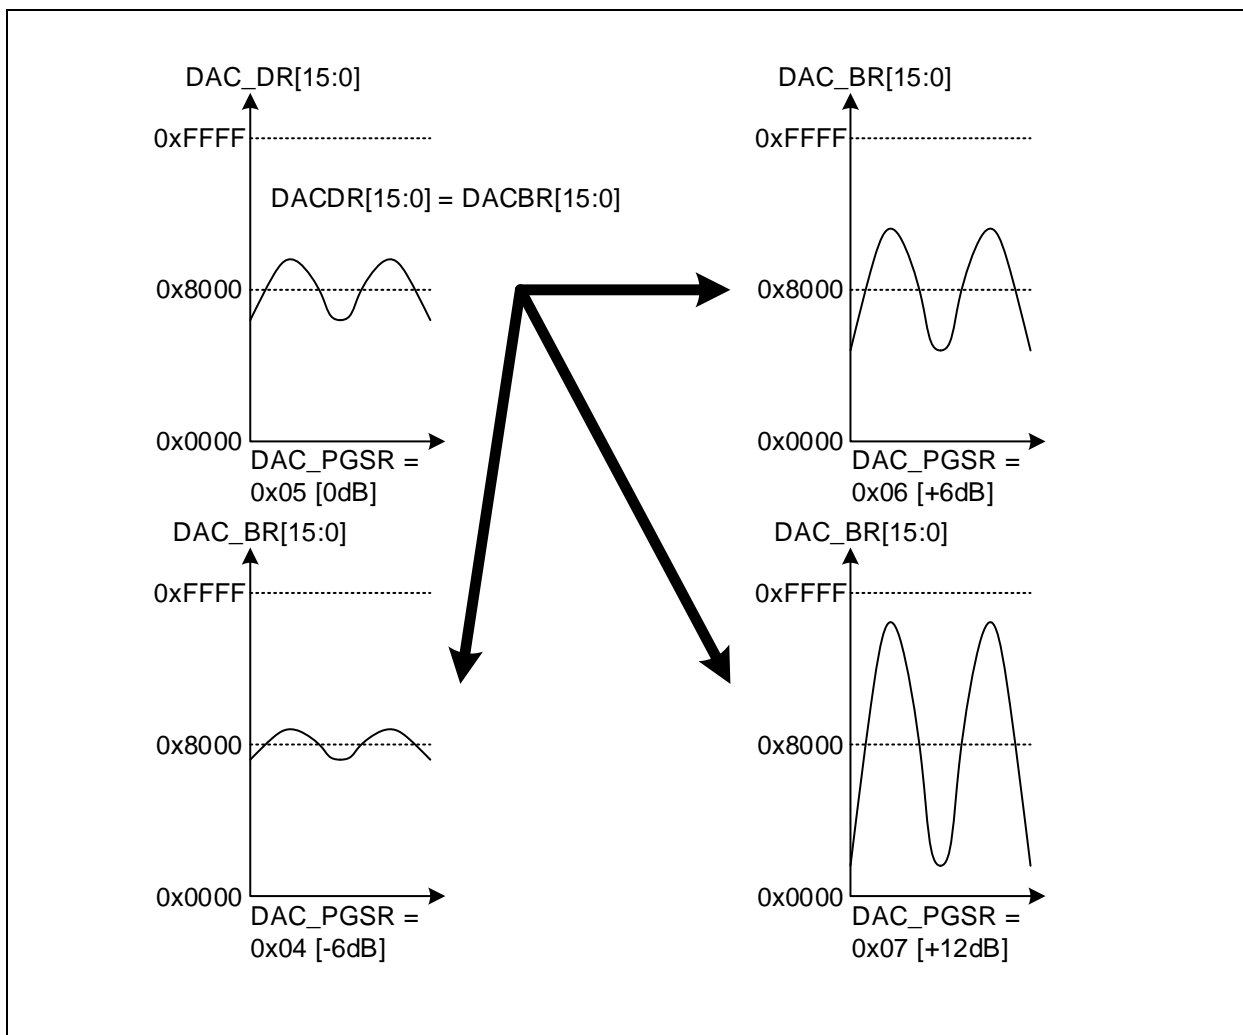 DAC_DR[15:0]
0xFFFF
DACDR[15:0] = DACBR[15:0]
0x8000
0x0000
DAC_PGSR =
0x05 [0dB]
DAC_BR[15:0]
0xFFFF
0x8000
0x0000
DAC_PGSR =
0x06 [+6dB]
DAC_BR[15:0]
0xFFFF
0x8000
0x0000
DAC_PGSR =
0x04 [-6dB]
DAC_BR[15:0]
0xFFFF
0x8000
0x0000
DAC_PGSR =
0x07 [+12dB]